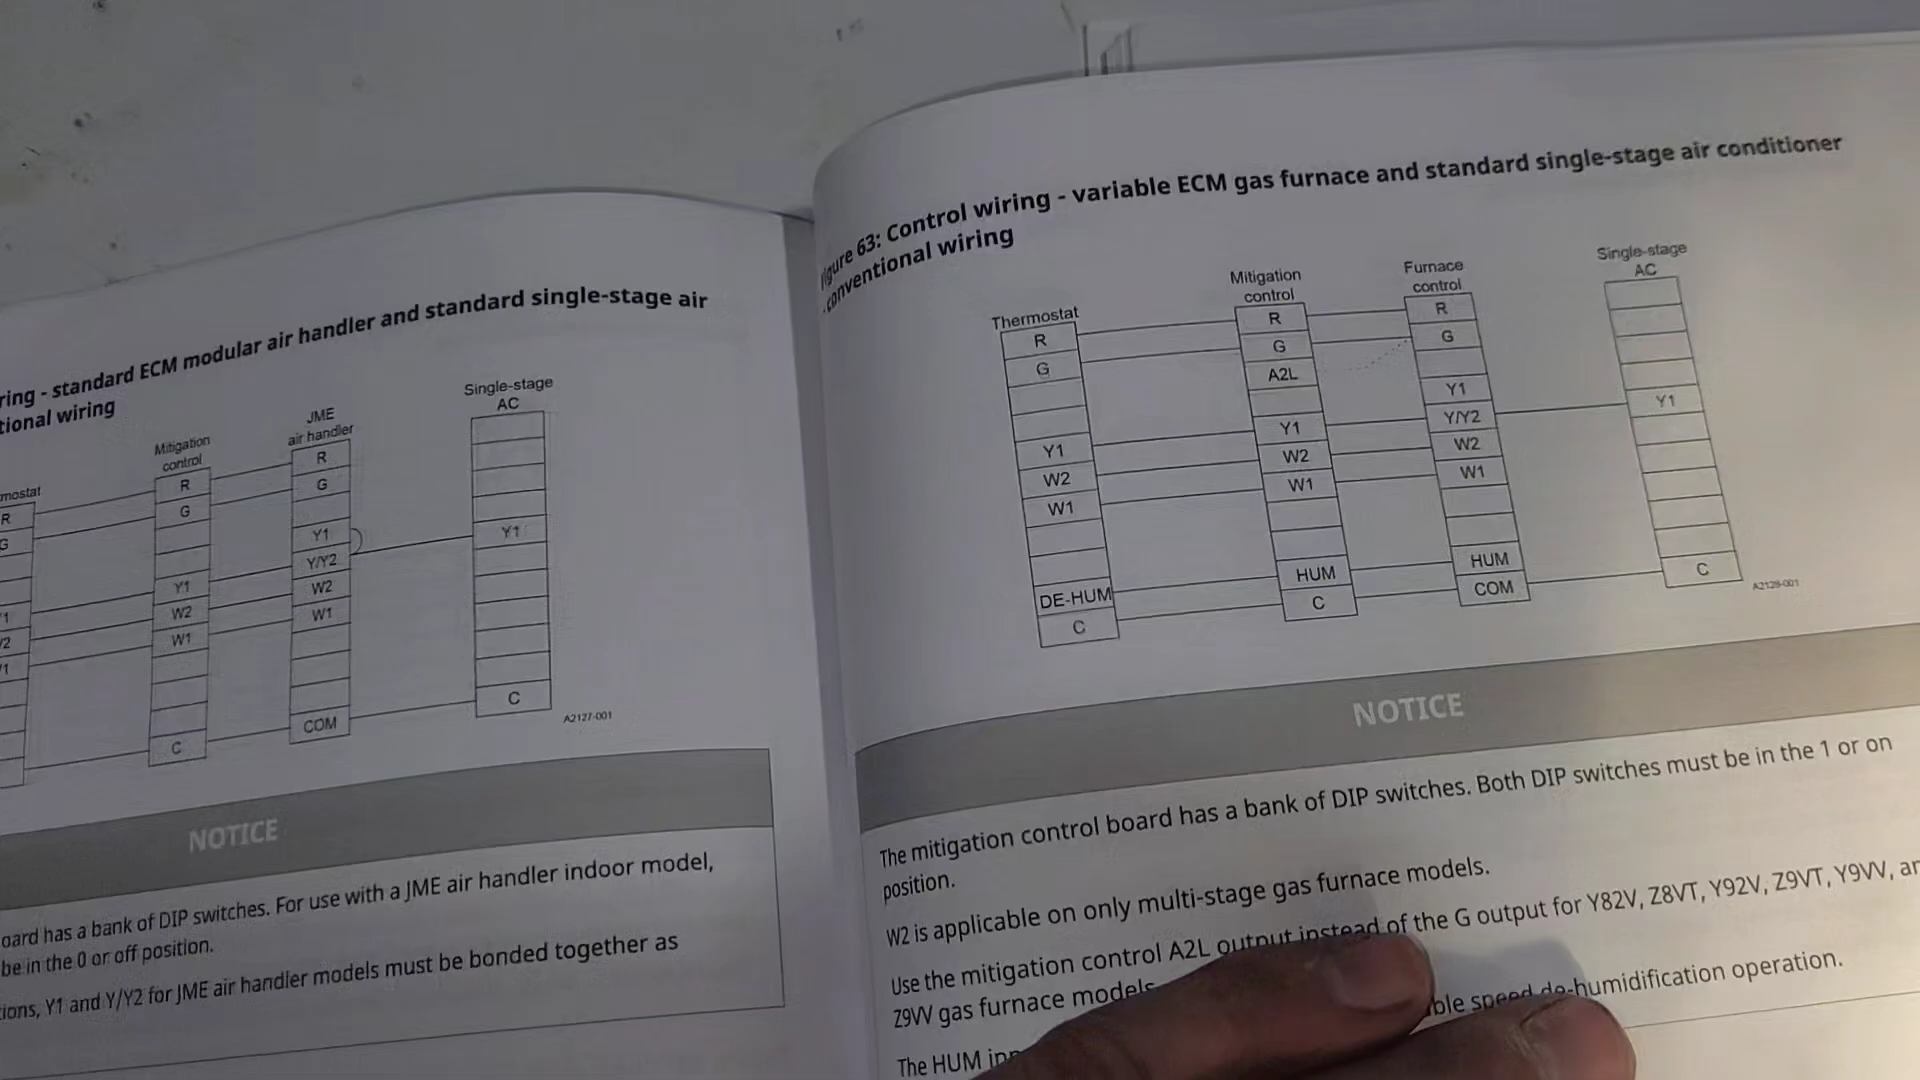 ring - standard ECM modular air handler and standard single-stage air
tional wiring
mostat
R
G
1
/2
/1
Mitigation
control
R
G
Y1
W2
W1
C
JME
air handler
R
G
Y1
Y/Y2
W2
W1
COM
Single-stage
AC
Y1
C
A2127-001
NOTICE
oard has a bank of DIP switches. For use with a JME air handler indoor model,
be in the 0 or off position.
tions, Y1 and Y/Y2 for JME air handler models must be bonded together as
igure 63: Control wiring - variable ECM gas furnace and standard single-stage air conditioner
- conventional wiring
Thermostat
R
G
Y1
W2
W1
DE-HUM
C
Mitigation
control
R
G
A2L
Y1
W2
W1
HUM
C
Furnace
control
R
G
Y1
Y/Y2
W2
W1
HUM
COM
Single-stage
AC
Y1
C
A2128-001
NOTICE
The mitigation control board has a bank of DIP switches. Both DIP switches must be in the 1 or on
position.
W2 is applicable on only multi-stage gas furnace models.
Use the mitigation control A2L output instead of the G output for Y82V, Z8VT, Y92V, Z9VT, Y9VV, an
Z9VV gas furnace models
The HUM inp ble speed de-humidification operation.